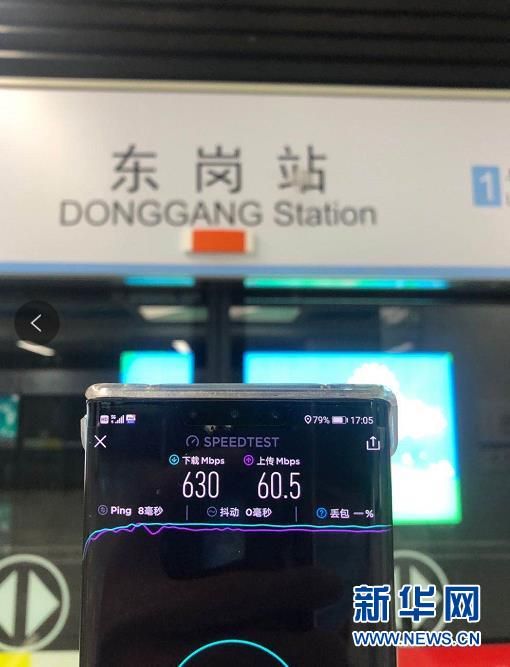 东岗站
DONGGANG Station
1
79% 17:05
SPEEDTEST
下载 Mbps 上传 Mbps
630 60.5
Ping 8毫秒 抖动 0毫秒 丢包 —%
新华网
WWW.NEWS.CN